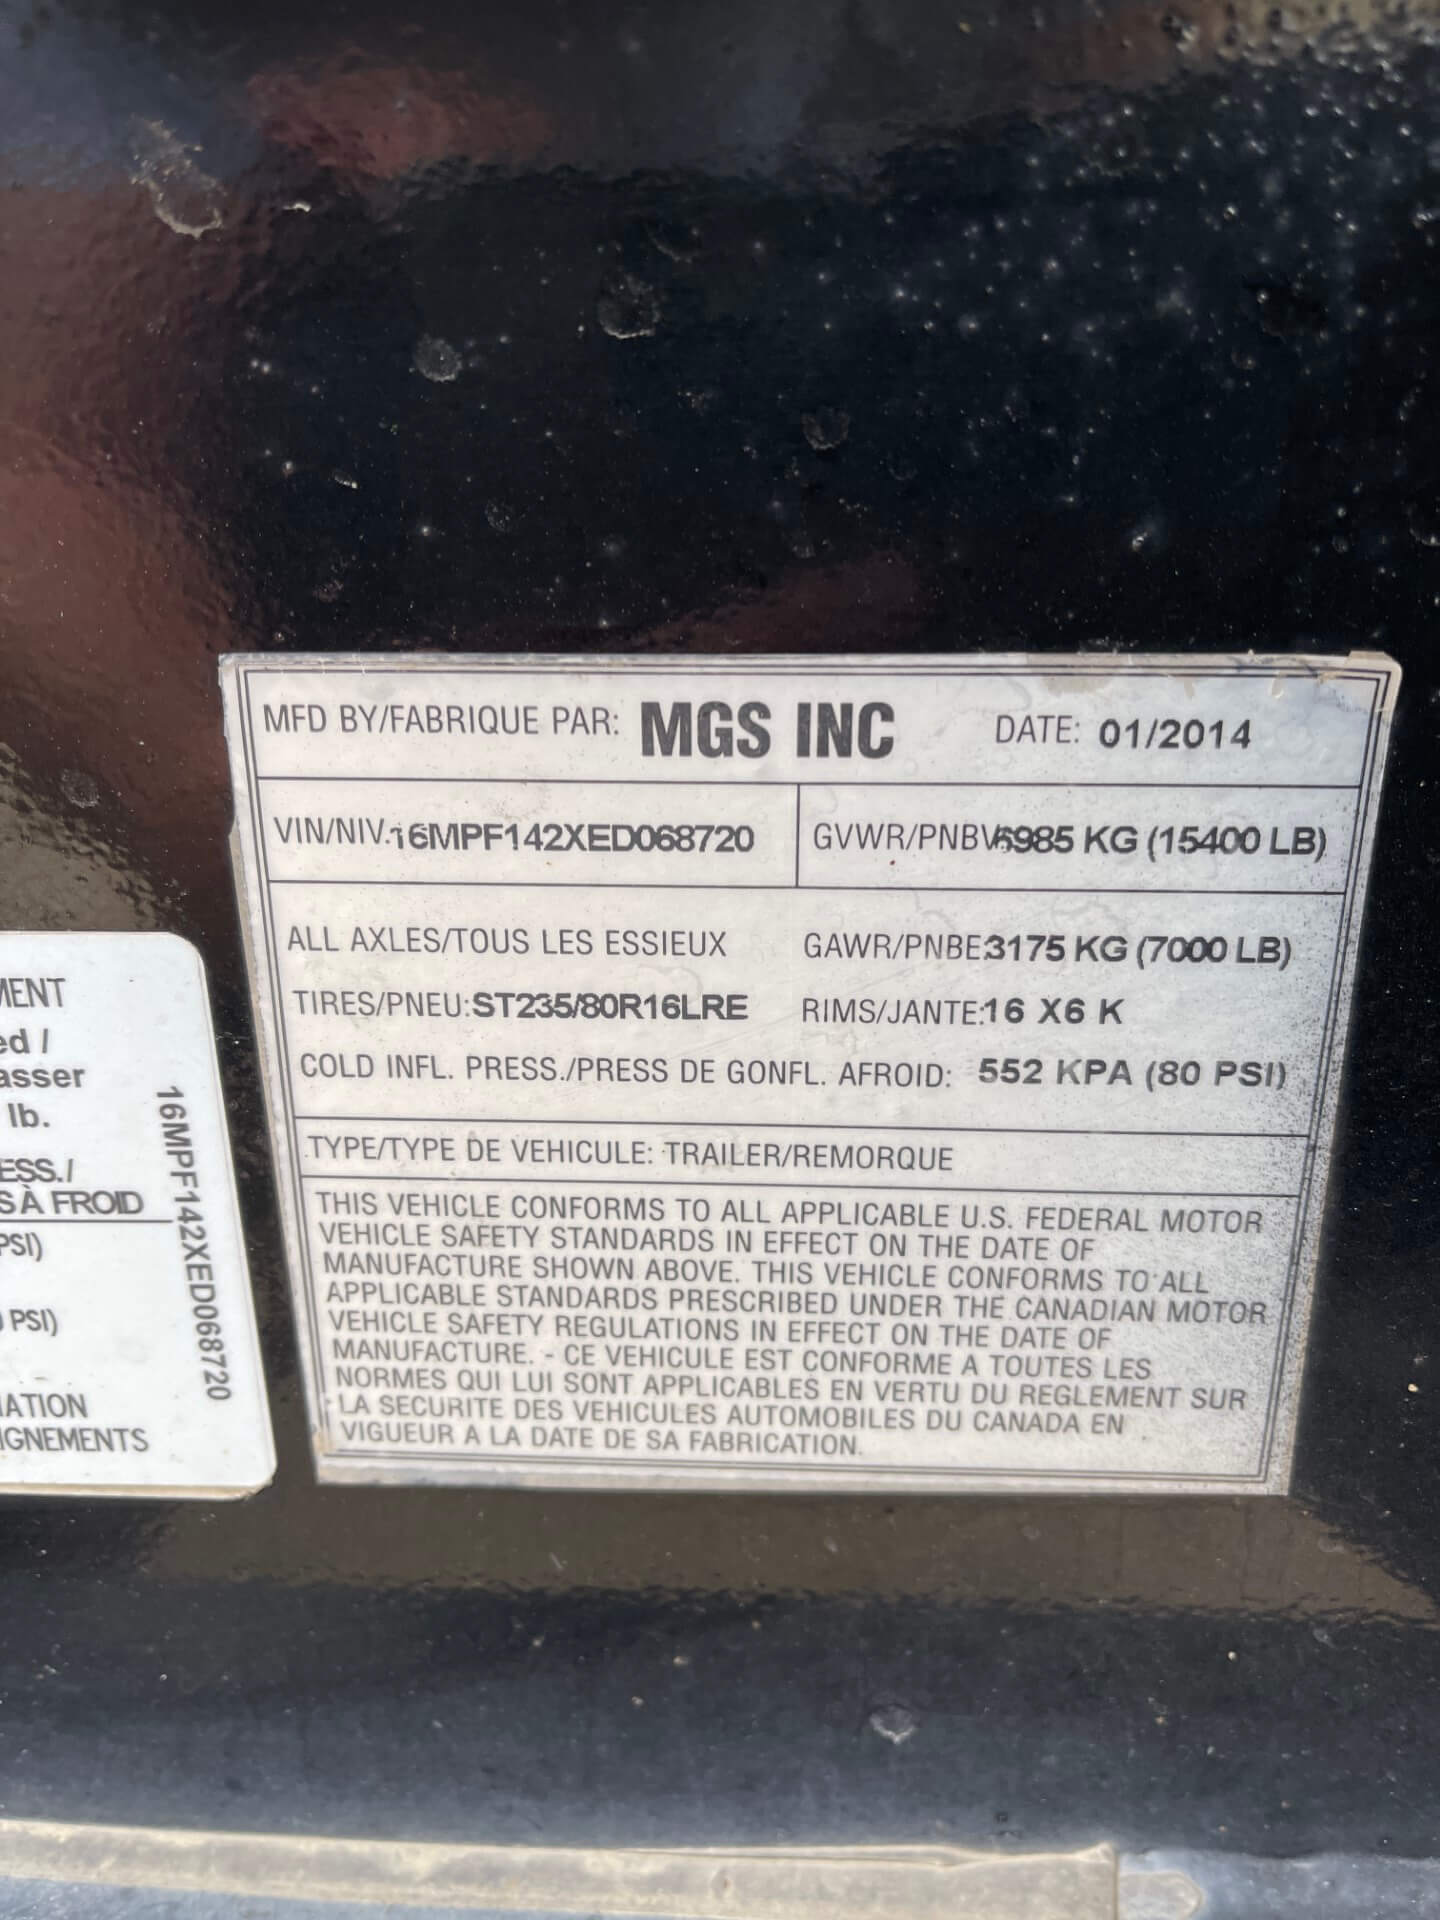 MFD BY/FABRIQUE PAR: MGS INC DATE: 01/2014
VIN/NIV:16MPF142XED068720 GVWR/PNBV6985 KG (15400 LB)
ALL AXLES/TOUS LES ESSIEUX GAWR/PNBE:3175 KG (7000 LB)
TIRES/PNEU:ST235/80R16LRE RIMS/JANTE:16 X6 K
COLD INFL. PRESS./PRESS DE GONFL. AFROID: 552 KPA (80 PSI)
TYPE/TYPE DE VEHICULE: TRAILER/REMORQUE
THIS VEHICLE CONFORMS TO ALL APPLICABLE U.S. FEDERAL MOTOR
VEHICLE SAFETY STANDARDS IN EFFECT ON THE DATE OF
MANUFACTURE SHOWN ABOVE. THIS VEHICLE CONFORMS TO ALL
APPLICABLE STANDARDS PRESCRIBED UNDER THE CANADIAN MOTOR
VEHICLE SAFETY REGULATIONS IN EFFECT ON THE DATE OF
MANUFACTURE. - CE VEHICULE EST CONFORME A TOUTES LES
NORMES QUI LUI SONT APPLICABLES EN VERTU DU REGLEMENT SUR
LA SECURITE DES VEHICULES AUTOMOBILES DU CANADA EN
VIGUEUR A LA DATE DE SA FABRICATION.
MENT
ed /
asser
lb.
ESS./
S À FROID
PSI)
PSI)
ATION
IGNEMENTS
16MPF142XED068720